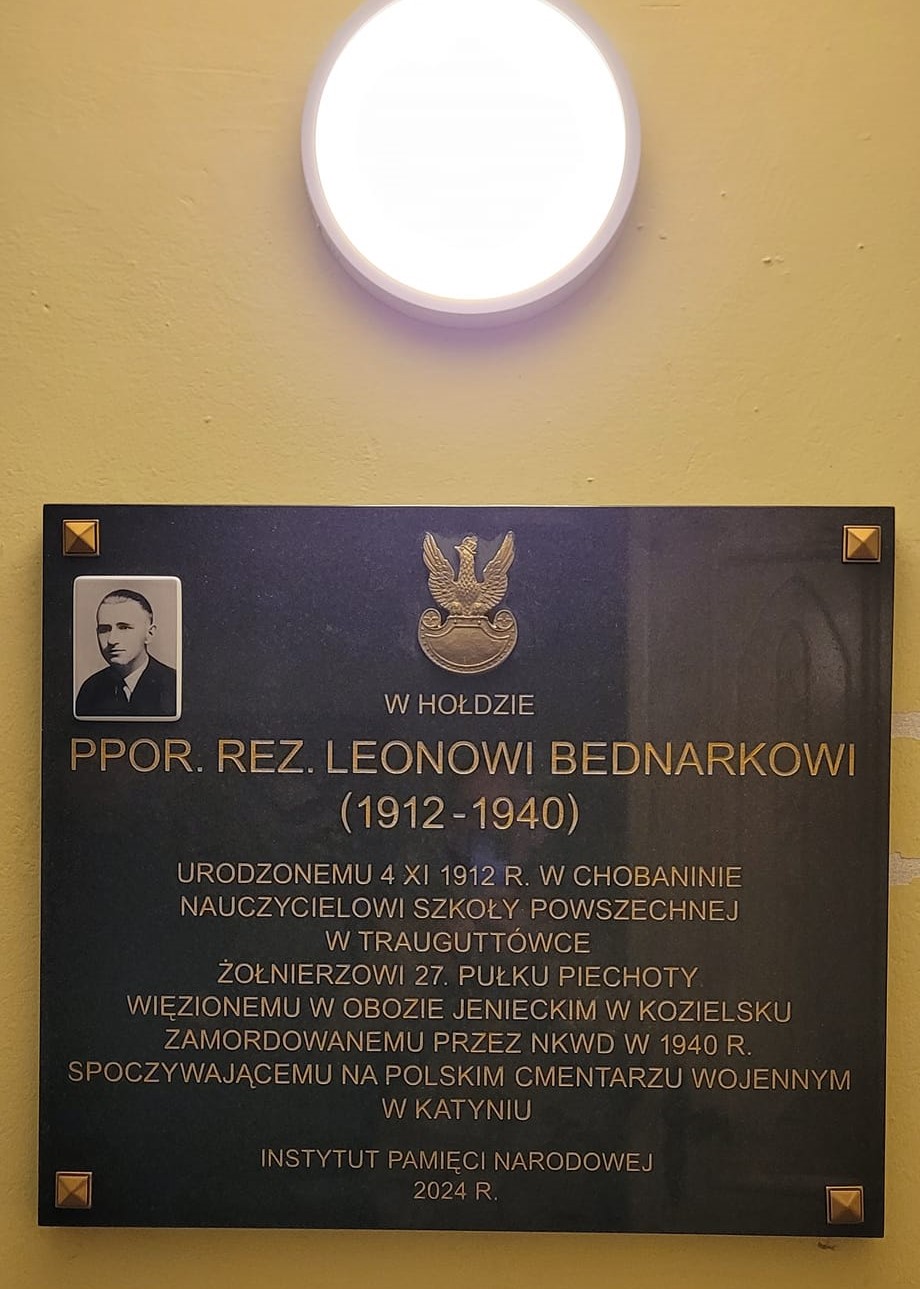 W HOŁDZIE
PPOR. REZ. LEONOWI BEDNARKOWI
(1912-1940)
URODZONEMU 4 XI 1912 R. W CHOBANINIE
NAUCZYCIELOWI SZKOŁY POWSZECHNEJ
W TRAUGUTTÓWCE
ŻOŁNIERZOWI 27. PUŁKU PIECHOTY
WIĘZIONEMU W OBOZIE JENIECKIM W KOZIELSKU
ZAMORDOWANEMU PRZEZ NKWD W 1940 R.
SPOCZYWAJĄCEMU NA POLSKIM CMENTARZU WOJENNYM
W KATYNIU
INSTYTUT PAMIĘCI NARODOWEJ
2024 R.